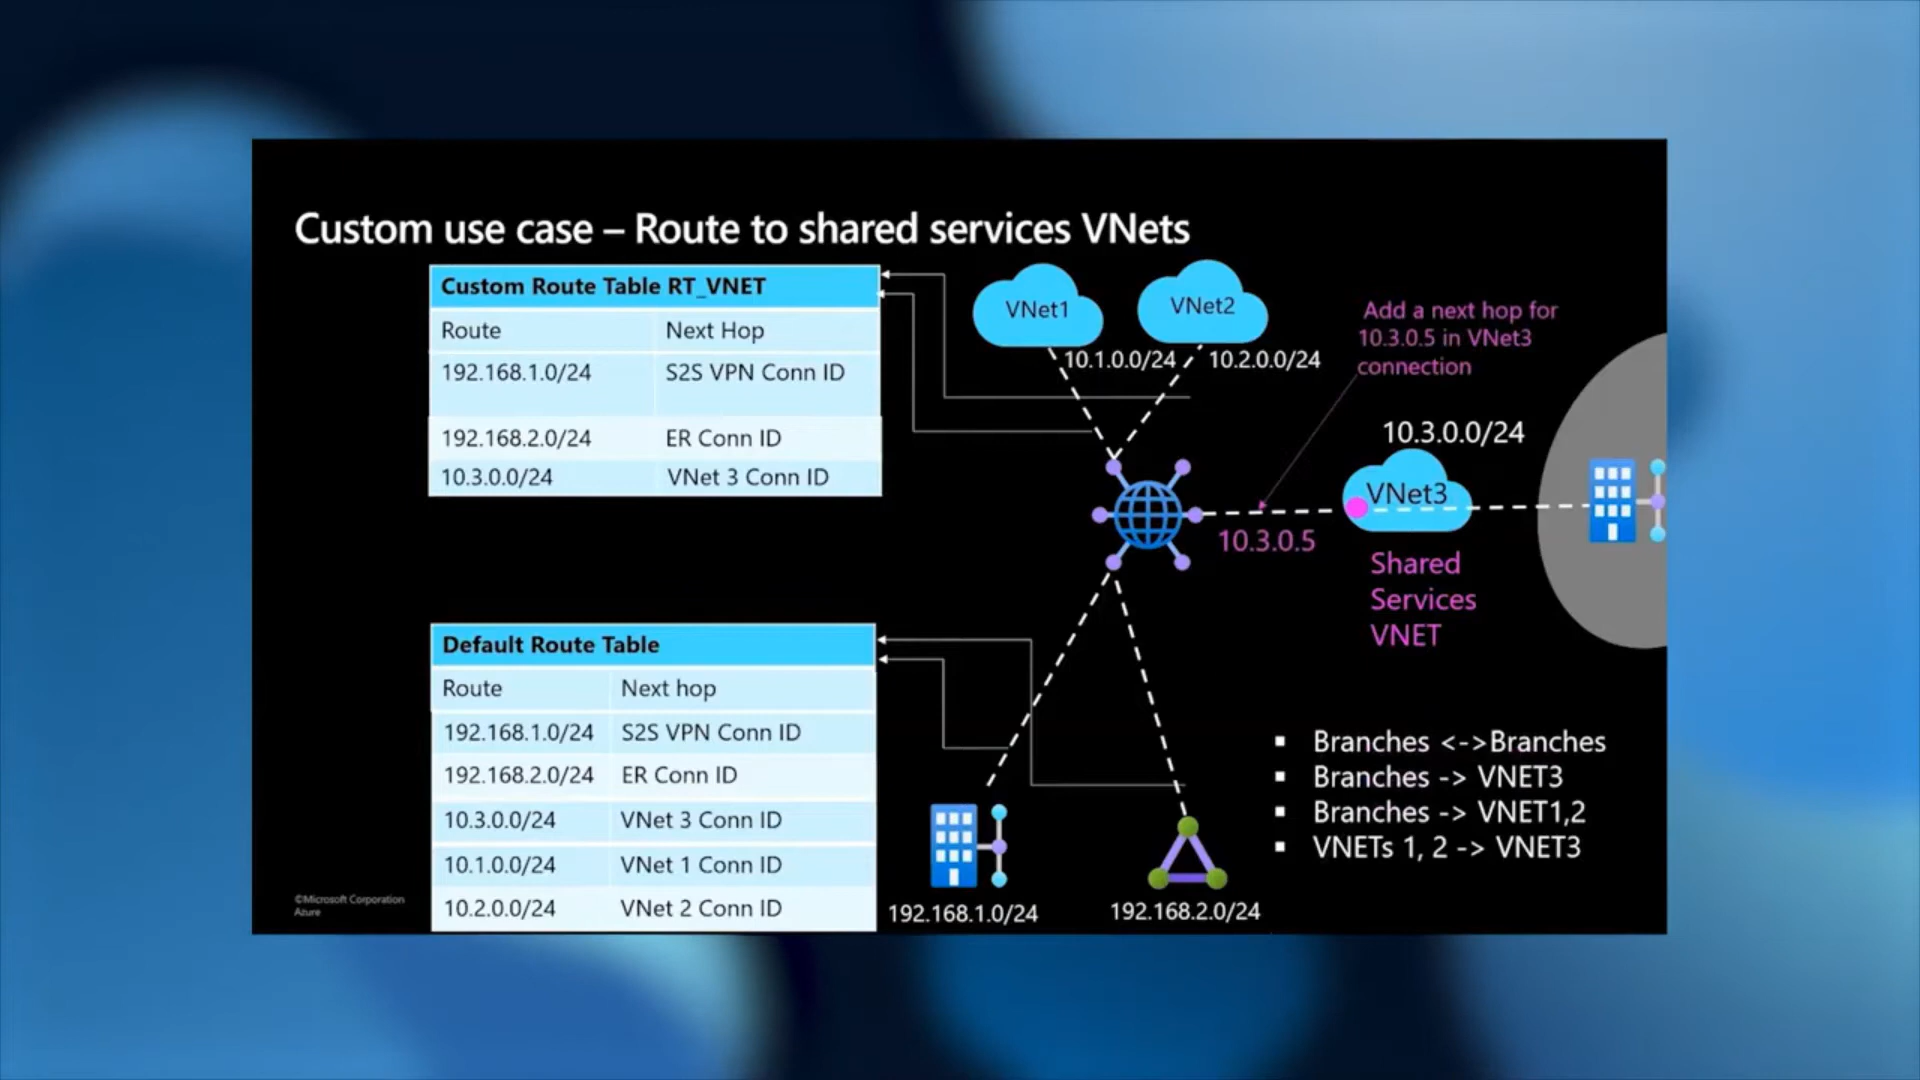 Custom use case – Route to shared services VNets
Custom Route Table RT_VNET
Route Next Hop
192.168.1.0/24 S2S VPN Conn ID
192.168.2.0/24 ER Conn ID
10.3.0.0/24 VNet 3 Conn ID
VNet1
VNet2
10.1.0.0/24
10.2.0.0/24
Add a next hop for
10.3.0.5 in VNet3
connection
10.3.0.0/24
VNet3
10.3.0.5
Shared
Services
VNET
Default Route Table
Route Next hop
192.168.1.0/24 S2S VPN Conn ID
192.168.2.0/24 ER Conn ID
10.3.0.0/24 VNet 3 Conn ID
10.1.0.0/24 VNet 1 Conn ID
10.2.0.0/24 VNet 2 Conn ID
192.168.1.0/24
192.168.2.0/24
▪ Branches <->Branches
▪ Branches -> VNET3
▪ Branches -> VNET1,2
▪ VNETs 1, 2 -> VNET3
©Microsoft Corporation
Azure